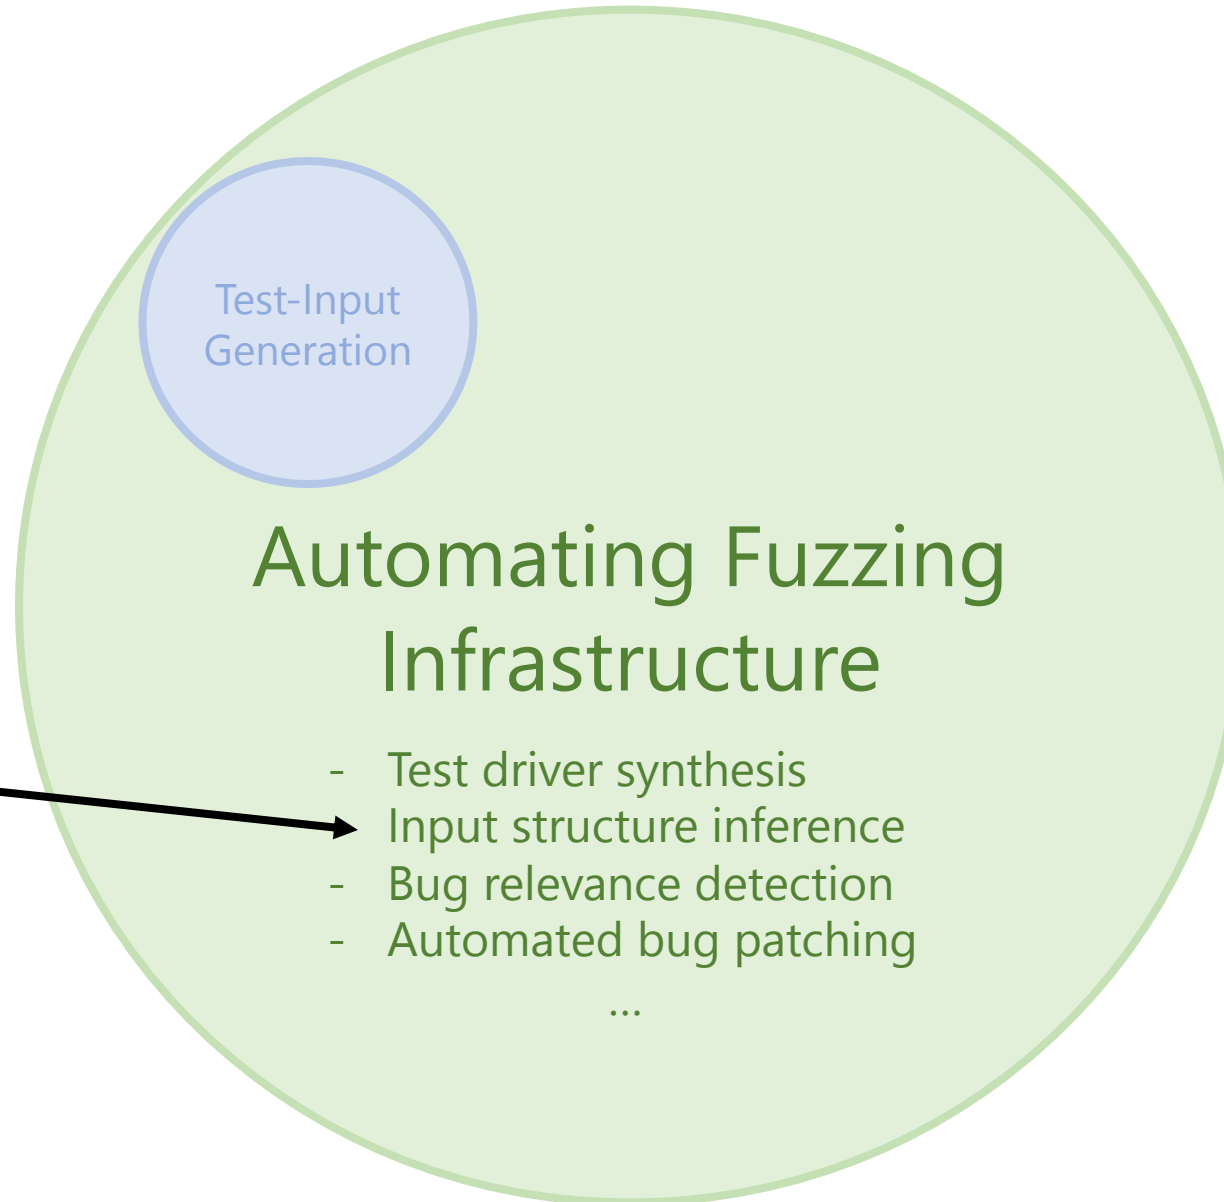 Test-Input
Generation
Automating Fuzzing
Infrastructure
- Test driver synthesis
Input structure inference
- Bug relevance detection
- Automated bug patching
...